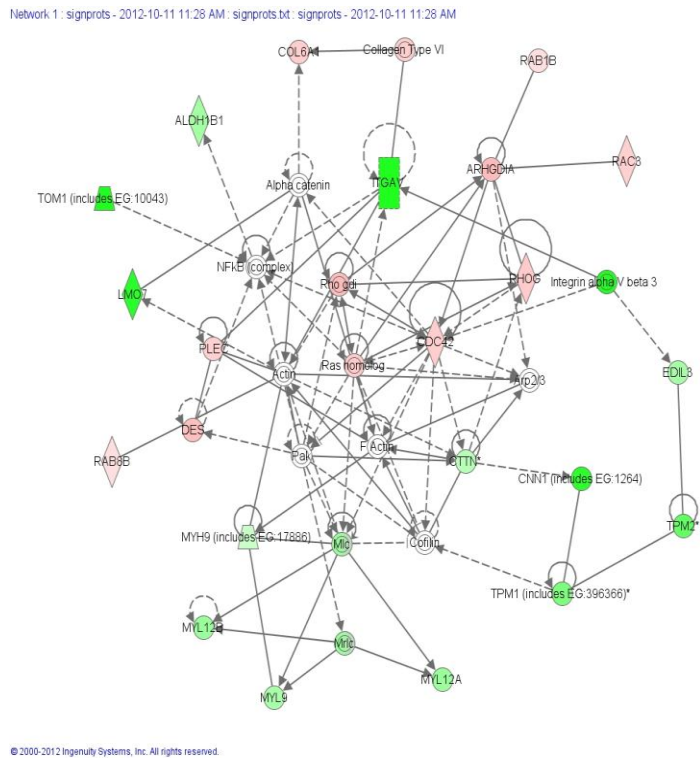 Network 1 : signprots - 2012-10-11 11:28 AM : signprots.txt : signprots - 2012-10-11 11:28 AM
COL6A1
Collagen Type VI
RAB1B
ALDH1B1
ARHGDIA
RAC3
Alpha catenin
ITGAV
TOM1 (includes EG:10043)
NFkB (complex)
Rho gdi
RHOG
Integrin alpha V beta 3
LMO7
PLEC
CDC42
Actin
Ras homolog
Arp2/3
EDIL3
DES
F Actin
Pak
CTTN*
RAB8B
CNN1 (includes EG:1264)
TPM2*
MYH9 (includes EG:17886)
Mlc
Cofilin
TPM1 (includes EG:396366)*
MYL12B
Mrlc
MYL12A
MYL9
© 2000-2012 Ingenuity Systems, Inc. All rights reserved.